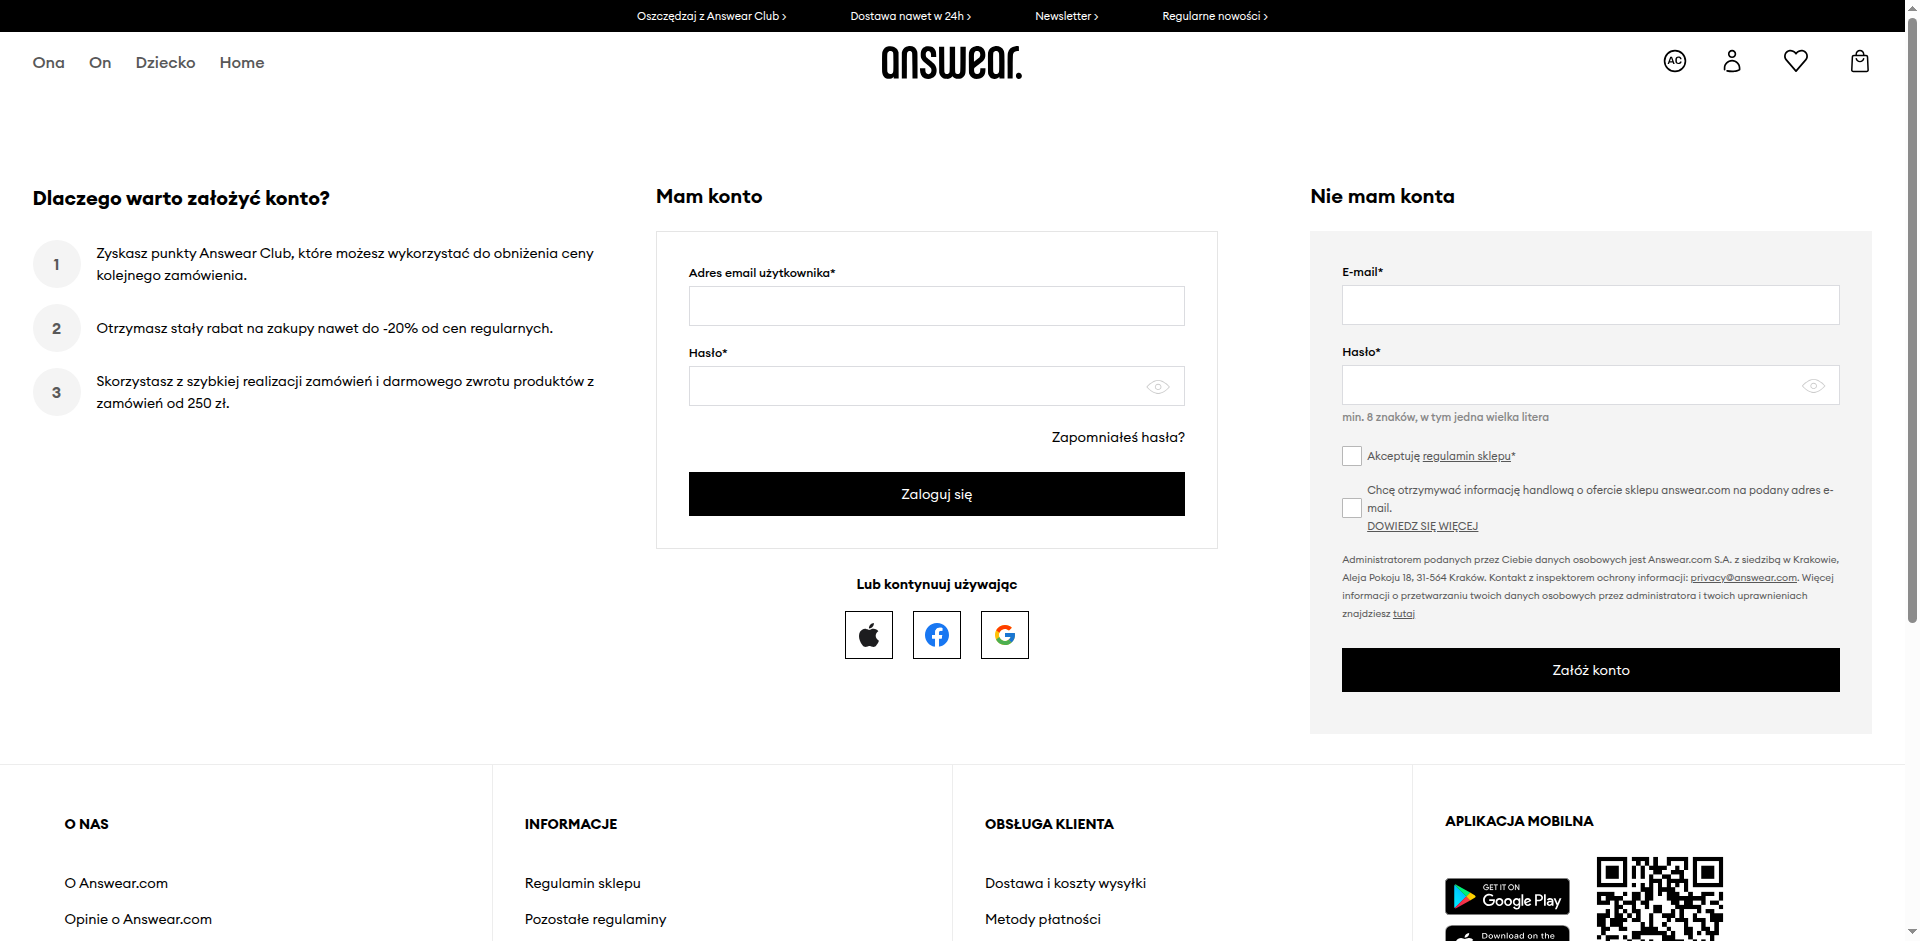 Oszczędzaj z Answear Club ›
Dostawa nawet w 24h ›
Newsletter ›
Regularne nowości ›
Ona
On
Dziecko
Home
answear.
AC
Dlaczego warto założyć konto?
1
Zyskasz punkty Answear Club, które możesz wykorzystać do obniżenia ceny
kolejnego zamówienia.
2
Otrzymasz stały rabat na zakupy nawet do -20% od cen regularnych.
3
Skorzystasz z szybkiej realizacji zamówień i darmowego zwrotu produktów z
zamówień od 250 zł.
Mam konto
Adres email użytkownika*
Hasło*
Zapomniałeś hasła?
Zaloguj się
Lub kontynuuj używając
Nie mam konta
E-mail*
Hasło*
min. 8 znaków, w tym jedna wielka litera
Akceptuję regulamin sklepu*
Chcę otrzymywać informację handlową o ofercie sklepu answear.com na podany adres e-
mail.
DOWIEDZ SIĘ WIĘCEJ
Administratorem podanych przez Ciebie danych osobowych jest Answear.com S.A. z siedzibą w Krakowie,
Aleja Pokoju 18, 31-564 Kraków. Kontakt z inspektorem ochrony informacji: privacy@answear.com. Więcej
informacji o przetwarzaniu twoich danych osobowych przez administratora i twoich uprawnieniach
znajdziesz tutaj
Załóż konto
O NAS
O Answear.com
Opinie o Answear.com
INFORMACJE
Regulamin sklepu
Pozostałe regulaminy
OBSŁUGA KLIENTA
Dostawa i koszty wysyłki
Metody płatności
APLIKACJA MOBILNA
GET IT ON
Google Play
Download on the